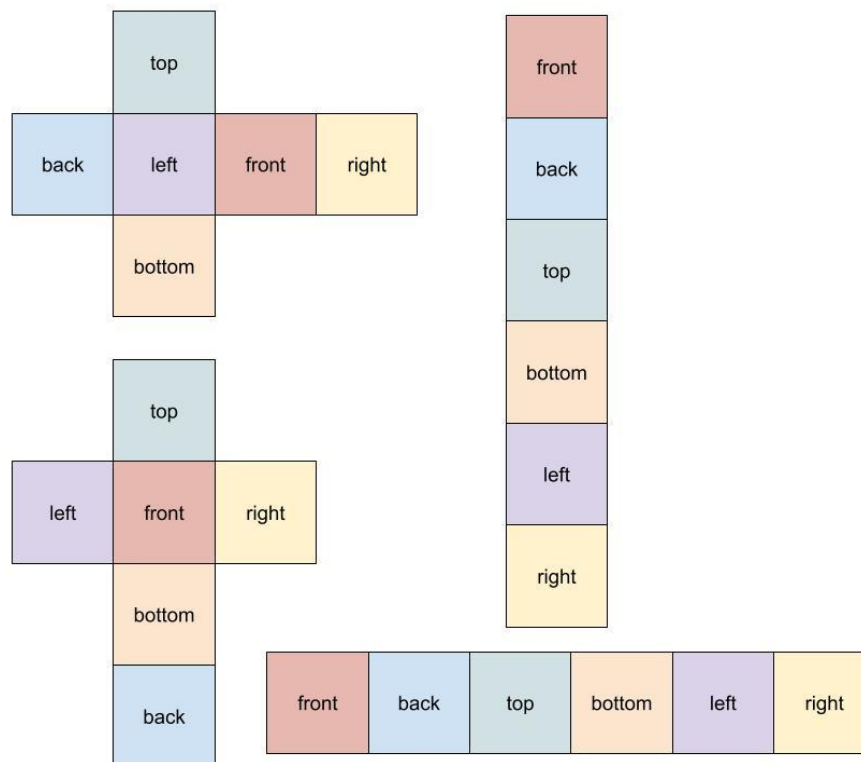 top
back left front right
bottom
top
left front right
bottom
back
front
back
top
bottom
left
right
front back top bottom left right